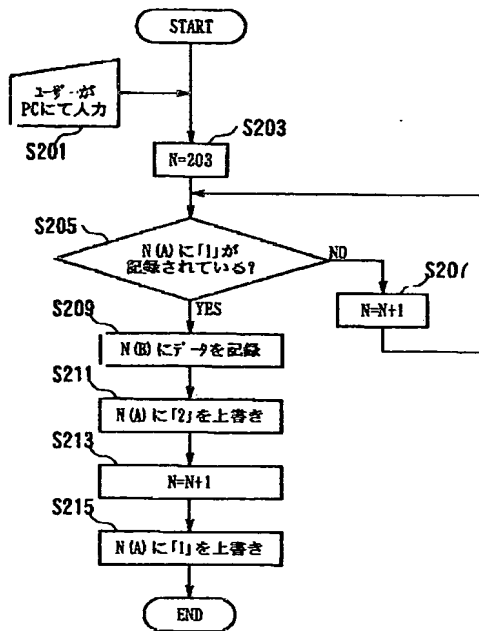 START
ユーザーが
PCにて入力
S201
S203
N=203
S205
N(A)に「1」が
記録されている?
NO
S207
N=N+1
YES
S209
N(B)にデータを記録
S211
N(A)に「2」を上書き
S213
N=N+1
S215
N(A)に「1」を上書き
END